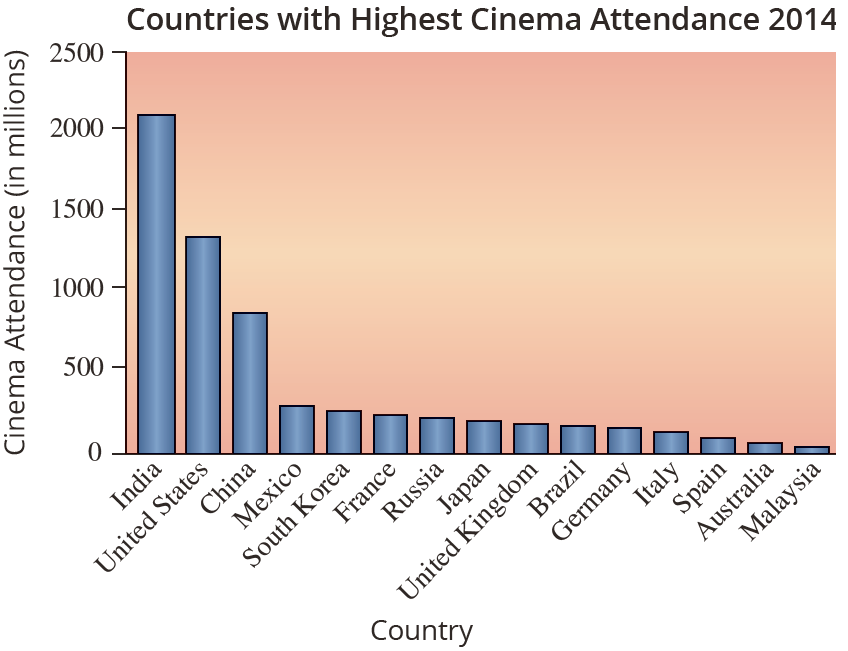 Countries with Highest Cinema Attendance 2014
Cinema Attendance (in millions)
2500
2000
1500
1000
500
0
India
United States
China
Mexico
South Korea
France
Russia
Japan
United Kingdom
Brazil
Germany
Italy
Spain
Australia
Malaysia
Country